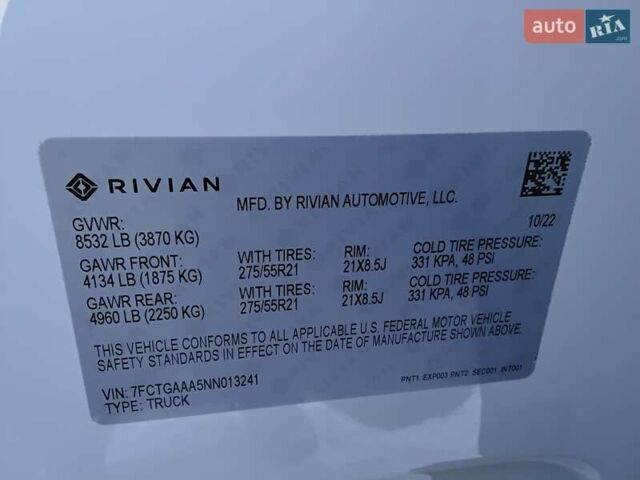 auto RIA .com
RIVIAN
MFD. BY RIVIAN AUTOMOTIVE, LLC.
GVWR:
8532 LB (3870 KG)
10/22
GAWR FRONT: WITH TIRES: RIM: COLD TIRE PRESSURE:
4134 LB (1875 KG) 275/55R21 21X8.5J 331 KPA, 48 PSI
GAWR REAR: WITH TIRES: RIM: COLD TIRE PRESSURE:
4960 LB (2250 KG) 275/55R21 21X8.5J 331 KPA, 48 PSI
THIS VEHICLE CONFORMS TO ALL APPLICABLE U.S. FEDERAL MOTOR VEHICLE
SAFETY STANDARDS IN EFFECT ON THE DATE OF MANUFACTURE SHOWN ABOVE.
VIN: 7FCTGAAA5NN013241
TYPE: TRUCK
PNT1: EXP003 PNT2: SEC001 INT001